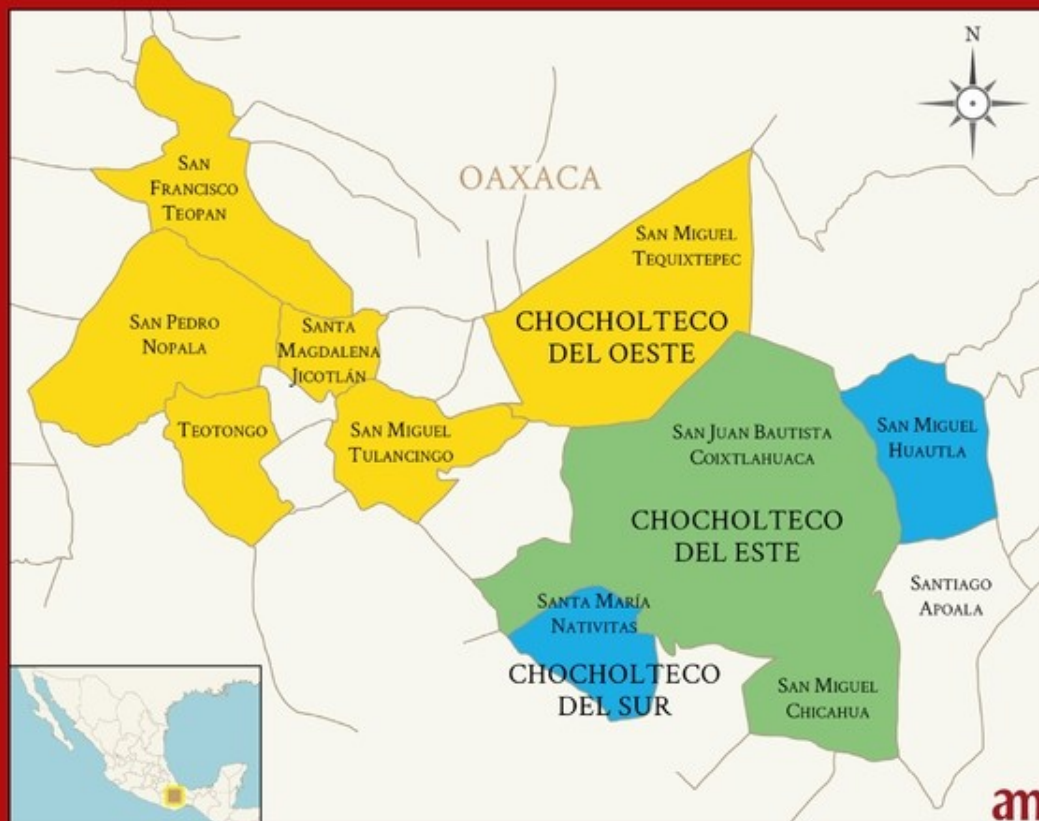 N
OAXACA
SAN
FRANCISCO
TEOPAN
SAN MIGUEL
TEQUIXTEPEC
SAN PEDRO
NOPALA
SANTA
MAGDALENA
JICOTLÁN
CHOCHOLTECO
DEL OESTE
TEOTONGO
SAN MIGUEL
TULANCINGO
SAN JUAN BAUTISTA
COIXTLAHUACA
SAN MIGUEL
HUAUTLA
CHOCHOLTECO
DEL ESTE
SANTIAGO
APOALA
SANTA MARÍA
NATIVITAS
CHOCHOLTECO
DEL SUR
SAN MIGUEL
CHICAHUA
am